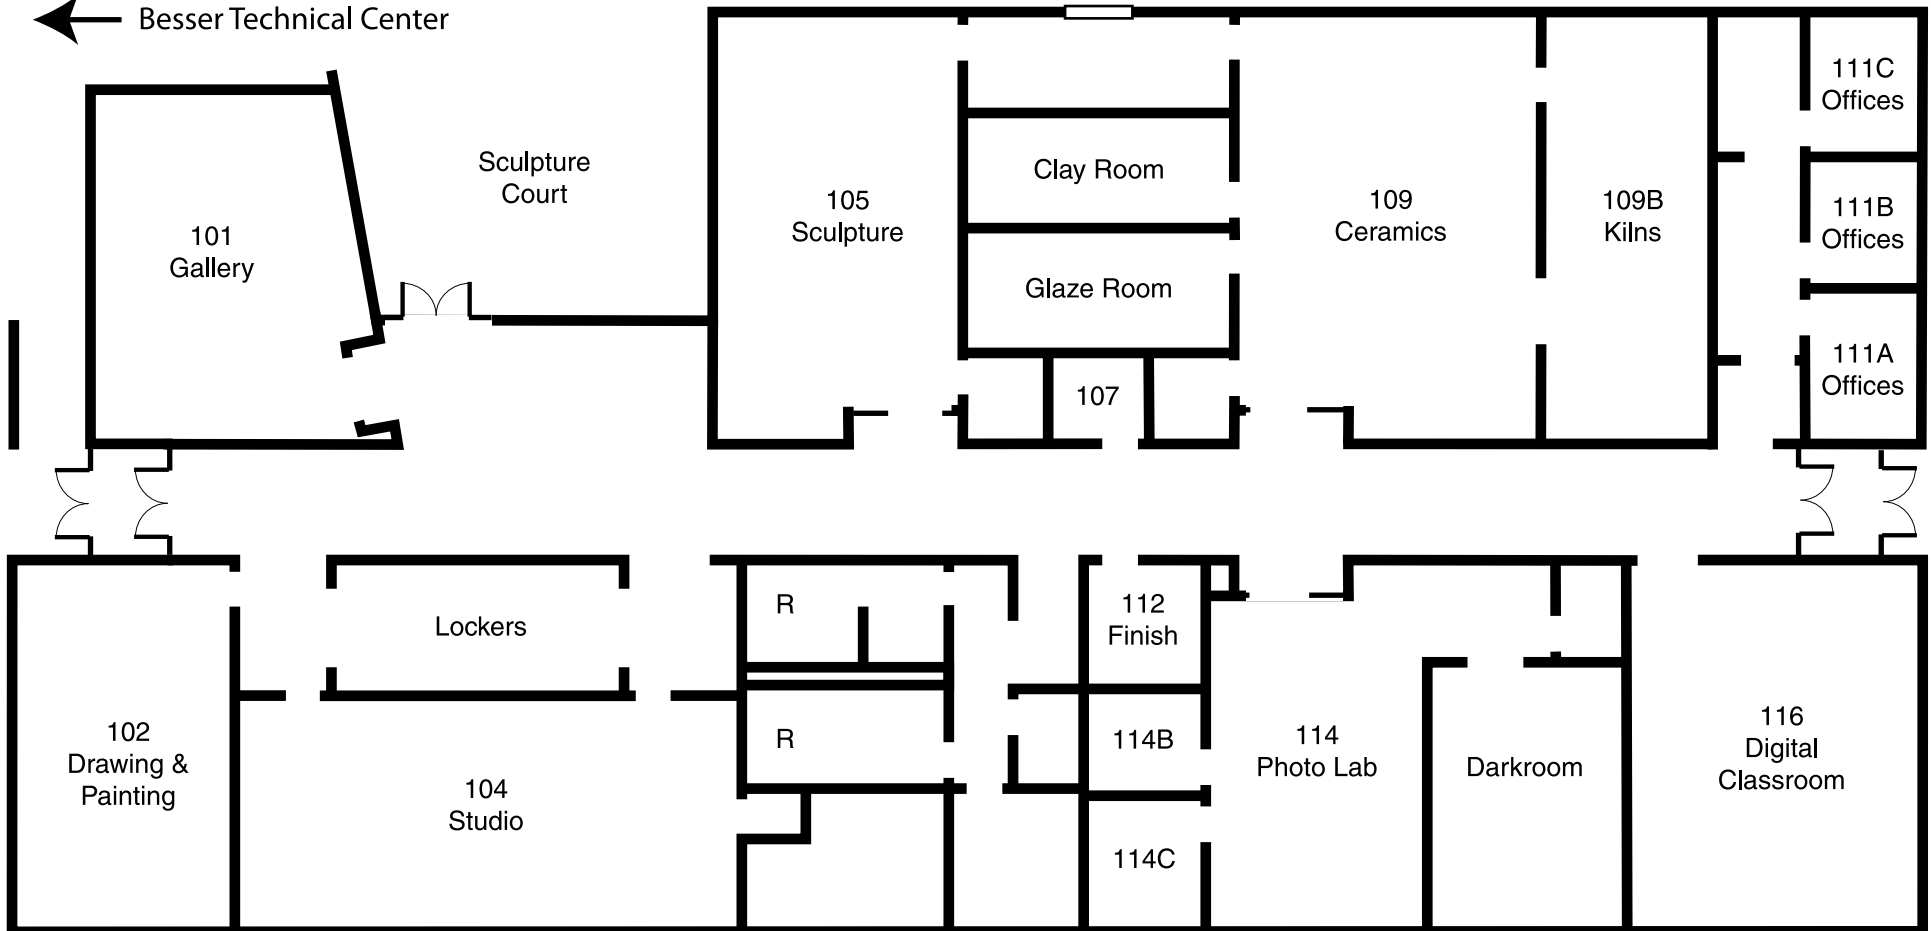 Besser Technical Center
111C
Offices
Sculpture
Court
Clay Room
105
Sculpture
109
Ceramics
109B
Kilns
111B
Offices
101
Gallery
Glaze Room
111A
Offices
107
R
112
Finish
Lockers
102
Drawing &
Painting
R
114B
114
Photo Lab
Darkroom
116
Digital
Classroom
104
Studio
114C